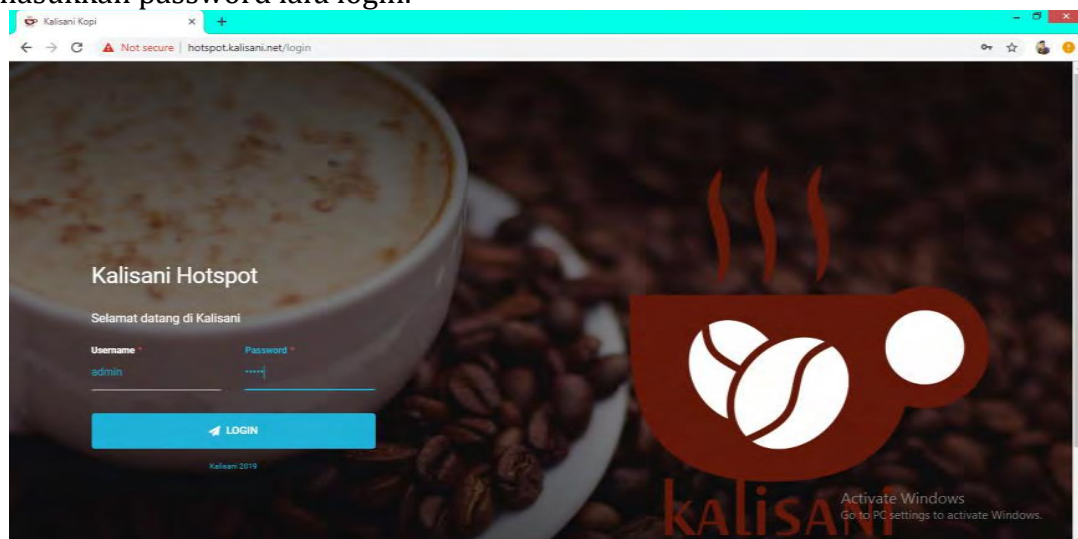 masukkan password lalu login.
Kalisani Kopi
Not secure | hotspot.kalisani.net/login
Kalisani Hotspot
Selamat datang di Kalisani
Username * Password *
admin •••••
LOGIN
Kalisani 2019
kALiSANi
Activate Windows
Go to PC settings to activate Windows.